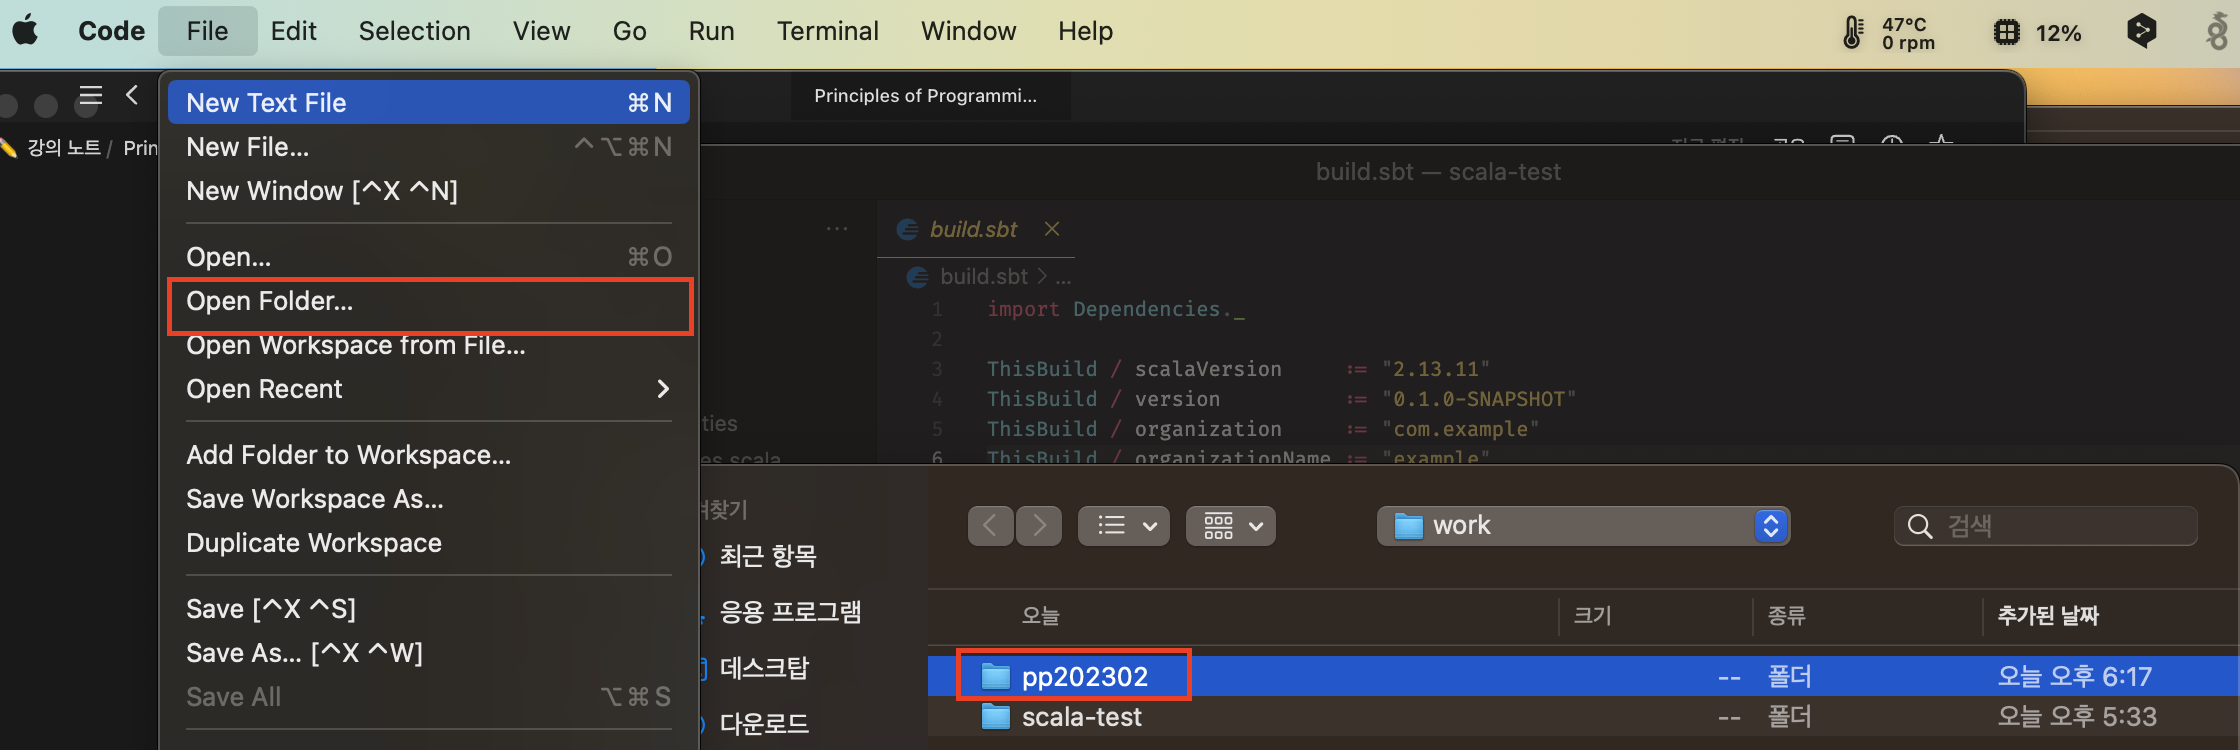 Code File Edit Selection View Go Run Terminal Window Help
47°C
0 rpm
12%
Principles of Programmi...
강의 노트 / Prin
New Text File ⌘N
New File... ^⌥⌘N
New Window [^X ^N]
Open... ⌘O
Open Folder...
Open Workspace from File...
Open Recent
Add Folder to Workspace...
Save Workspace As...
Duplicate Workspace
Save [^X ^S]
Save As... [^X ^W]
Save All ⌥⌘S
build.sbt — scala-test
build.sbt
build.sbt > ...
1 import Dependencies._
2
3 ThisBuild / scalaVersion := "2.13.11"
4 ThisBuild / version := "0.1.0-SNAPSHOT"
5 ThisBuild / organization := "com.example"
6 ThisBuild / organizationName := "example"
ties
es scala
겨찾기
최근 항목
응용 프로그램
데스크탑
다운로드
work
검색
오늘 크기 종류 추가된 날짜
pp202302 -- 폴더 오늘 오후 6:17
scala-test -- 폴더 오늘 오후 5:33